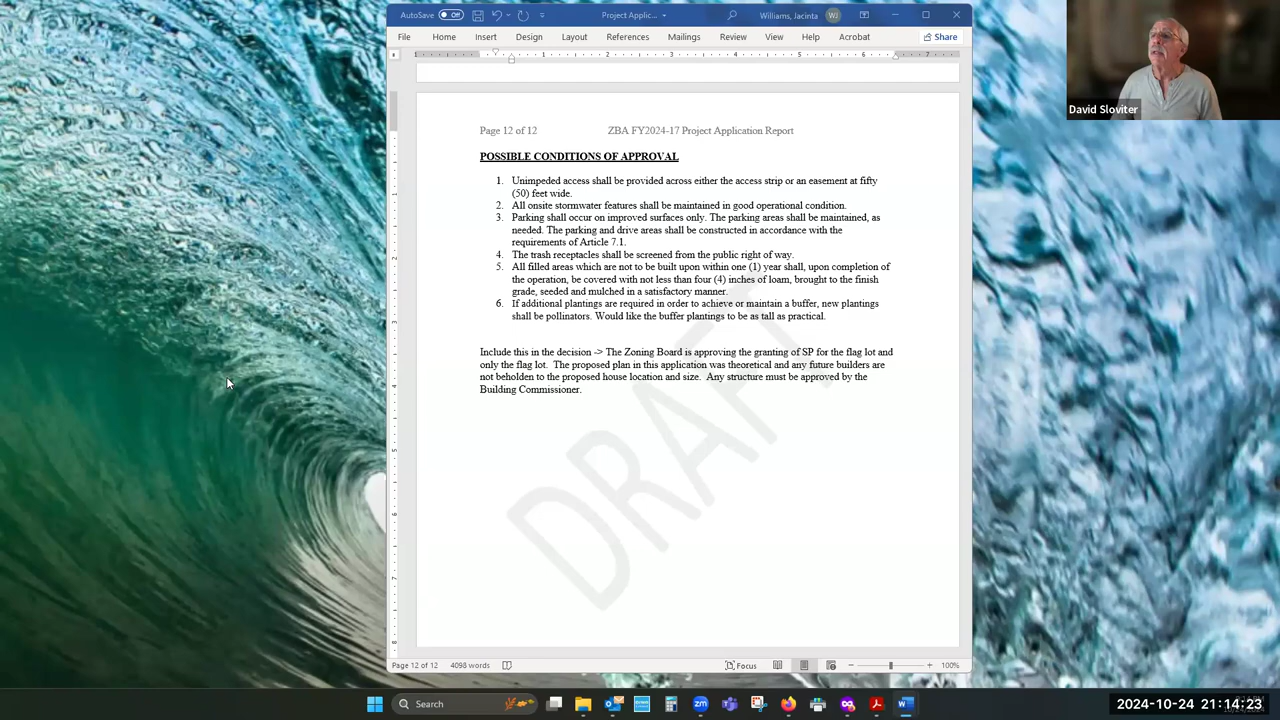 AutoSave Off Project Applic... Williams, Jacinta WJ
File Home Insert Design Layout References Mailings Review View Help Acrobat Share
1 1 2 3 4 5 6 7
David Sloviter
Page 12 of 12 ZBA FY2024-17 Project Application Report
POSSIBLE CONDITIONS OF APPROVAL
1. Unimpeded access shall be provided across either the access strip or an easement at fifty
(50) feet wide.
2. All onsite stormwater features shall be maintained in good operational condition.
3. Parking shall occur on improved surfaces only. The parking areas shall be maintained, as
needed. The parking and drive areas shall be constructed in accordance with the
requirements of Article 7.1.
4. The trash receptacles shall be screened from the public right of way.
5. All filled areas which are not to be built upon within one (1) year shall, upon completion of
the operation, be covered with not less than four (4) inches of loam, brought to the finish
grade, seeded and mulched in a satisfactory manner.
6. If additional plantings are required in order to achieve or maintain a buffer, new plantings
shall be pollinators. Would like the buffer plantings to be as tall as practical.
Include this in the decision -> The Zoning Board is approving the granting of SP for the flag lot and
only the flag lot. The proposed plan in this application was theoretical and any future builders are
not beholden to the proposed house location and size. Any structure must be approved by the
Building Commissioner.
DRAFT
Page 12 of 12 4098 words Focus 100%
Search
2024-10-24 21:14:23